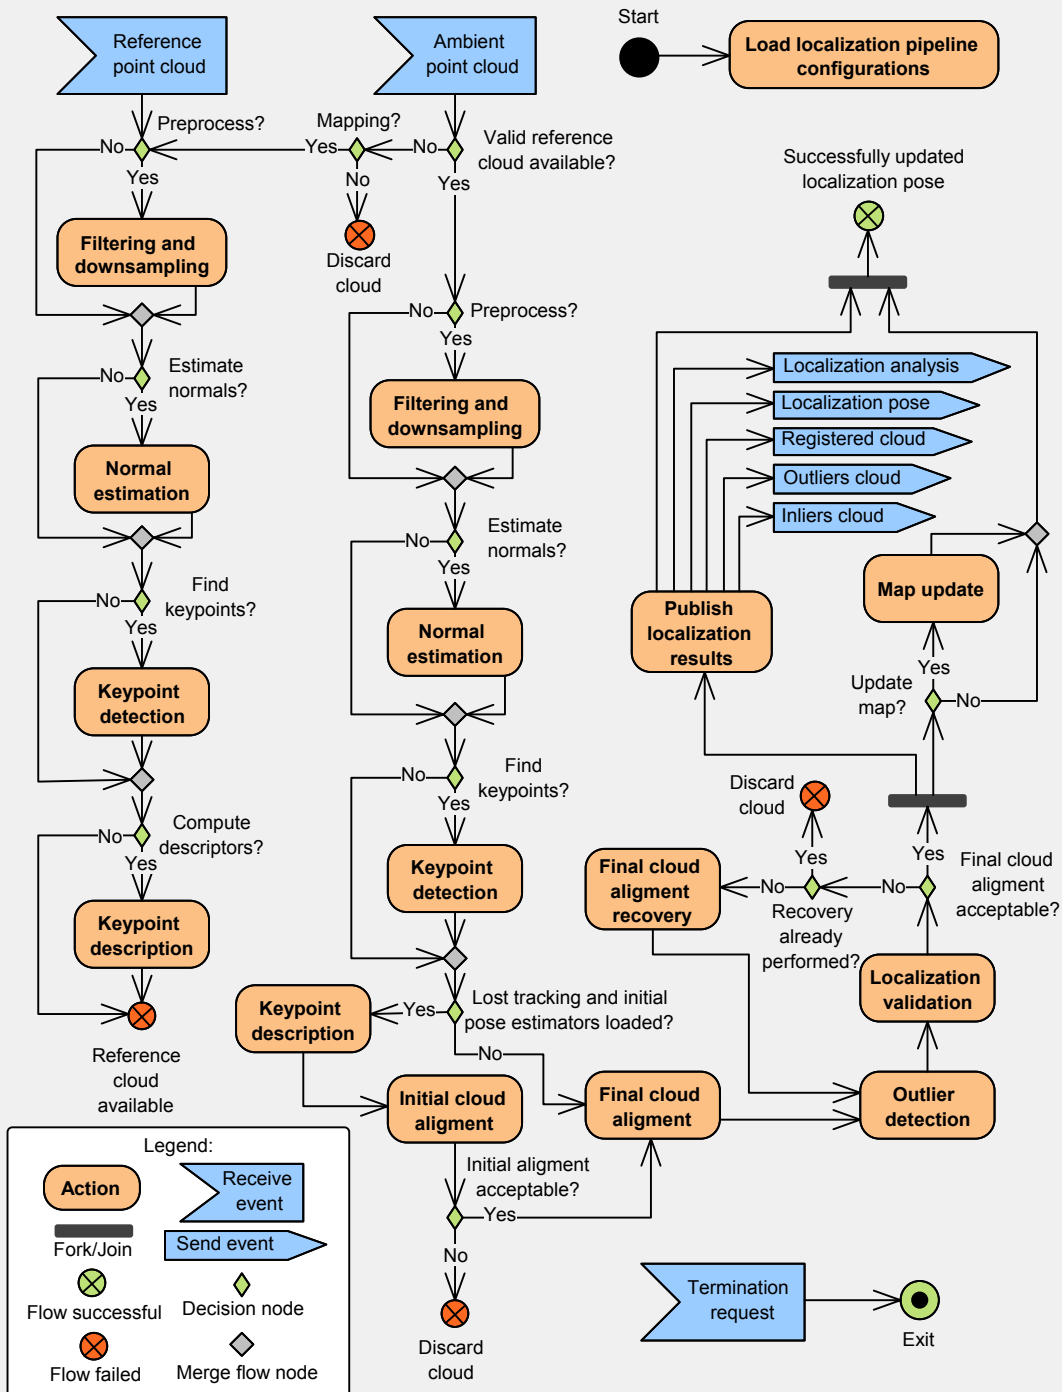 Start
Reference
point cloud
Ambient
point cloud
Load localization pipeline
configurations
Preprocess?
Mapping?
Valid reference
cloud available?
No
Yes
No
Yes
No
Yes
Successfully updated
localization pose
Filtering and
downsampling
Discard
cloud
No
Preprocess?
Yes
Estimate
normals?
No
Yes
Filtering and
downsampling
Localization analysis
Localization pose
Registered cloud
Outliers cloud
Inliers cloud
Normal
estimation
Estimate
normals?
No
Yes
Find
keypoints?
No
Yes
Normal
estimation
Publish
localization
results
Map update
Keypoint
detection
Yes
Update
map?
No
Find
keypoints?
No
Yes
Discard
cloud
Compute
descriptors?
No
Yes
Keypoint
detection
Final cloud
aligment
recovery
Yes
No
No
Yes
Final cloud
aligment
acceptable?
Recovery
already
performed?
Keypoint
description
Localization
validation
Keypoint
description
Yes
Lost tracking and initial
pose estimators loaded?
No
Reference
cloud
available
Initial cloud
aligment
Final cloud
aligment
Outlier
detection
Initial aligment
acceptable?
Yes
No
Discard
cloud
Legend:
Action
Receive
event
Fork/Join
Send event
Flow successful
Decision node
Flow failed
Merge flow node
Termination
request
Exit